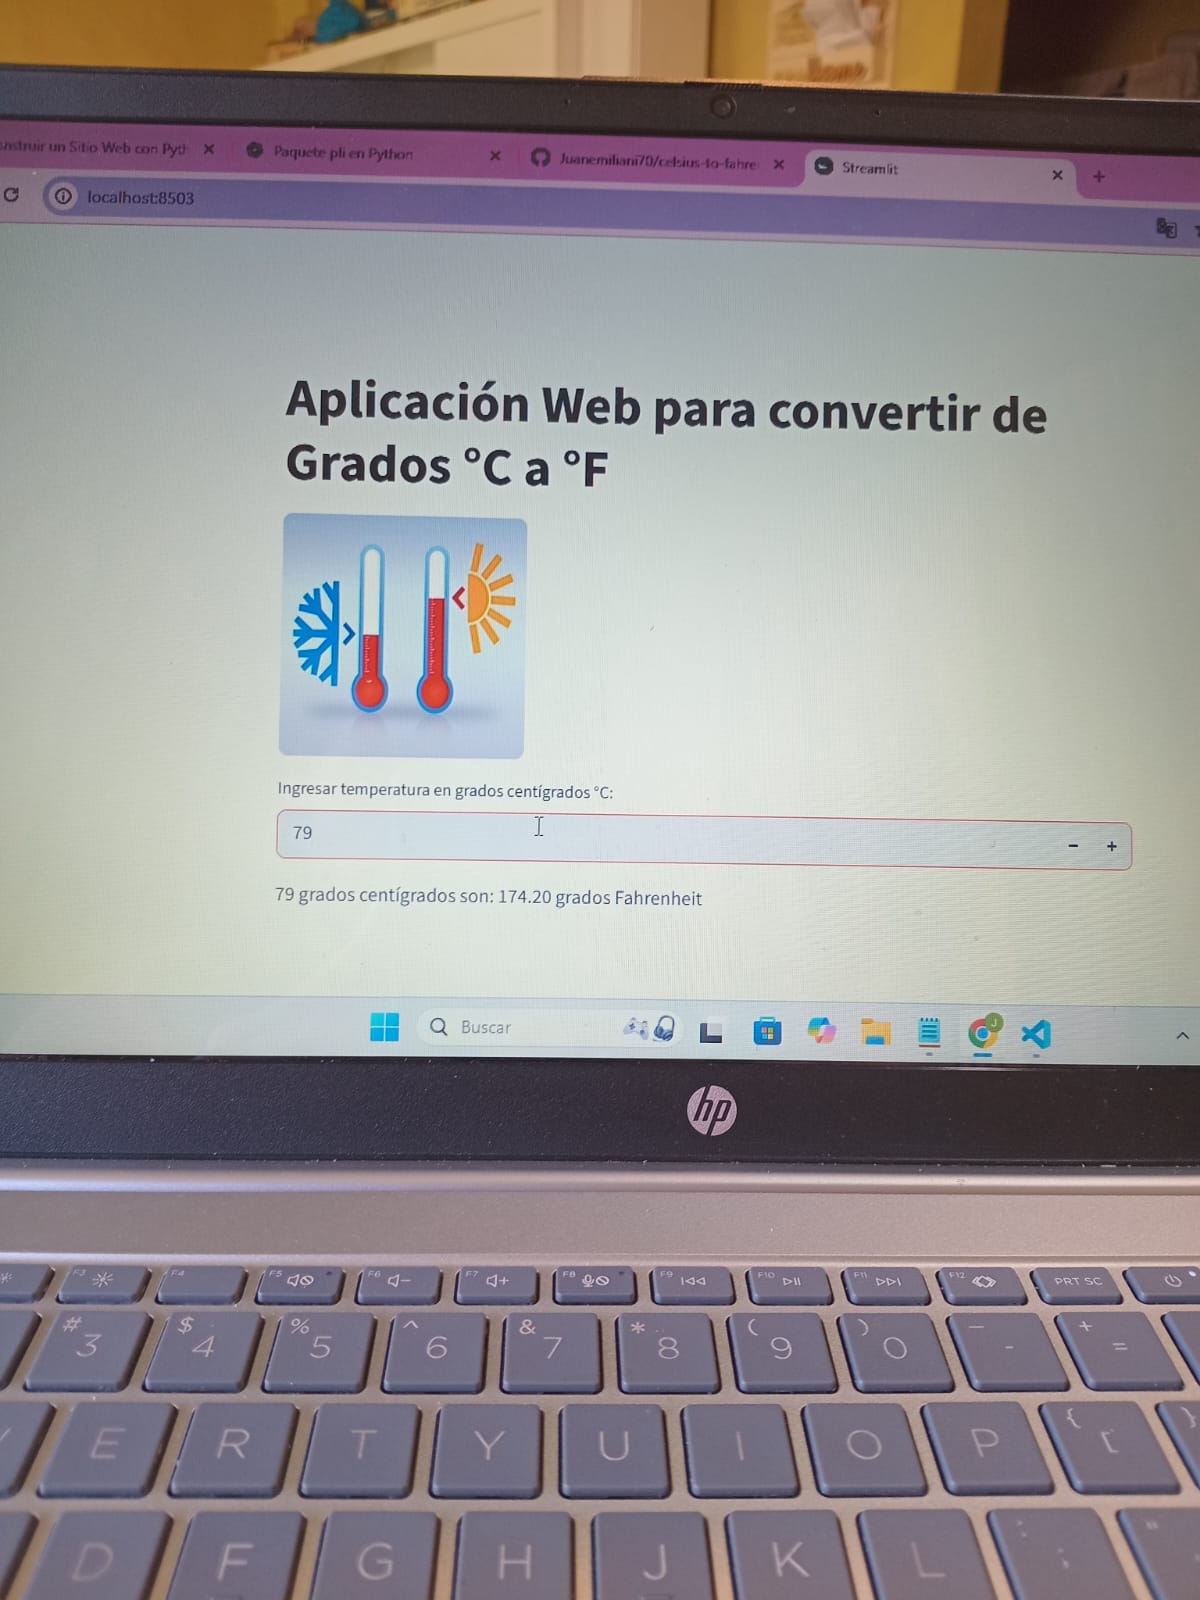 un Sitio Web con Pyth
Paquete pli en Python
Juanemiliani70/celsius-to-fahre
Streamlit
localhost:8503
Aplicación Web para convertir de
Grados °C a °F
Ingresar temperatura en grados centígrados °C:
79
- +
79 grados centígrados son: 174.20 grados Fahrenheit
Buscar
J
hp
F3 F4 F5 F6 F7 F8 F9 F10 F11 F12 PRT SC
# 3 $ 4 % 5 ^ 6 & 7 * 8 ( 9 ) 0 _ - + =
E R T Y U I O P { [ }
D F G H J K L : ; "